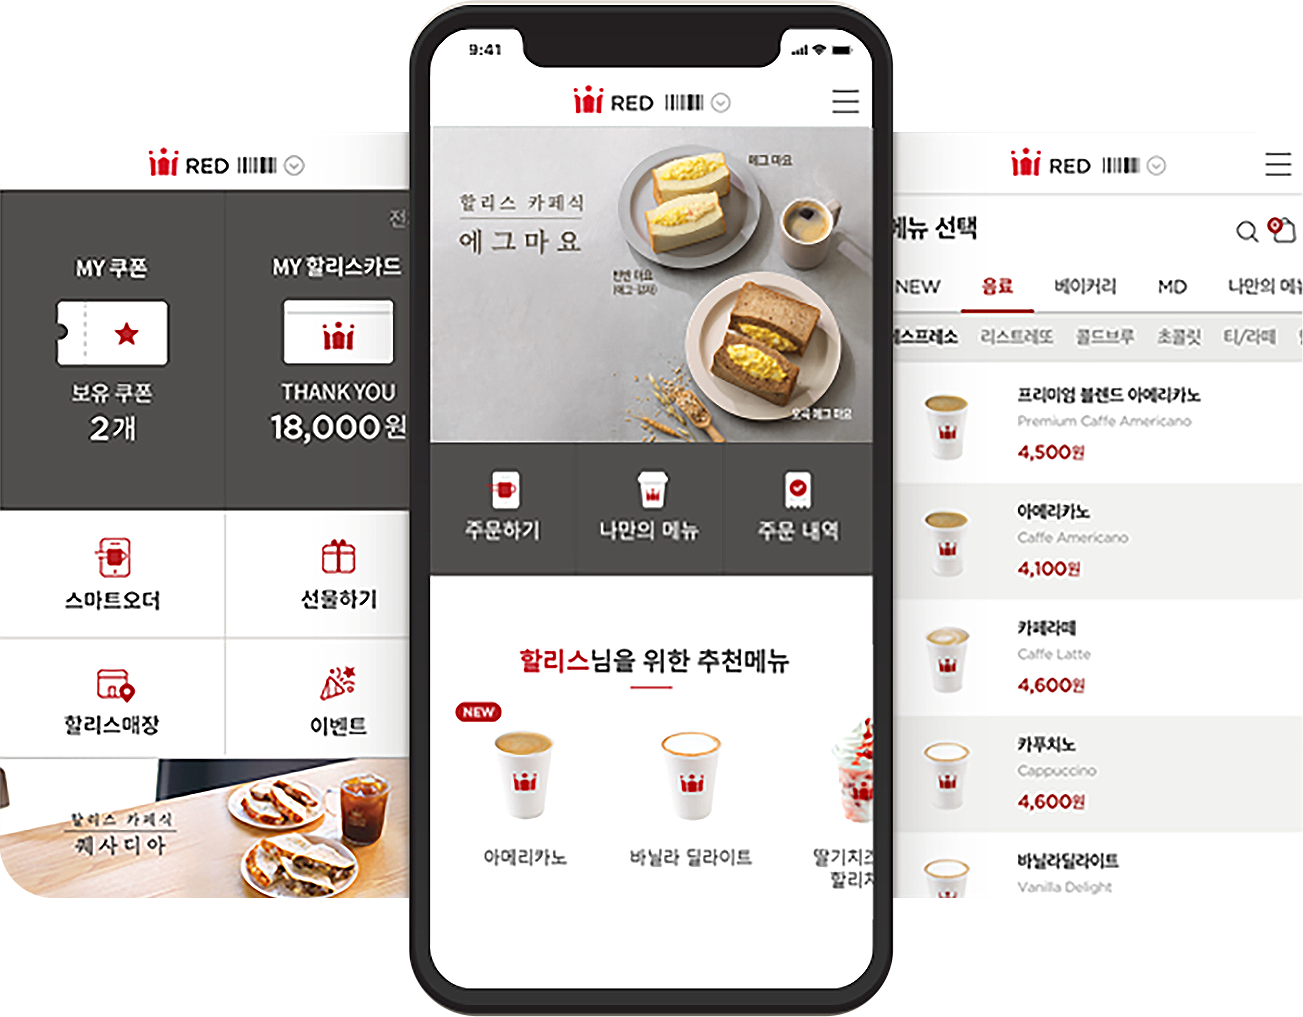 RED
MY 쿠폰
보유 쿠폰
2개
MY 할리스카드
THANK YOU
18,000원
스마트오더
선물하기
할리스매장
이벤트
할리스 카페식
퀘사디아
9:41
RED
할리스 카페식
에그마요
에그 마요
반반 마요
(에그·감자)
오곡 에그 마요
주문하기
나만의 메뉴
주문 내역
할리스님을 위한 추천메뉴
NEW
아메리카노
바닐라 딜라이트
딸기치즈
할리치
RED
메뉴 선택
0
NEW
음료
베이커리
MD
나만의 메뉴
에스프레소
리스트레또
콜드브루
초콜릿
티/라떼
프리미엄 블렌드 아메리카노
Premium Caffe Americano
4,500원
아메리카노
Caffe Americano
4,100원
카페라떼
Caffe Latte
4,600원
카푸치노
Cappuccino
4,600원
바닐라딜라이트
Vanilla Delight